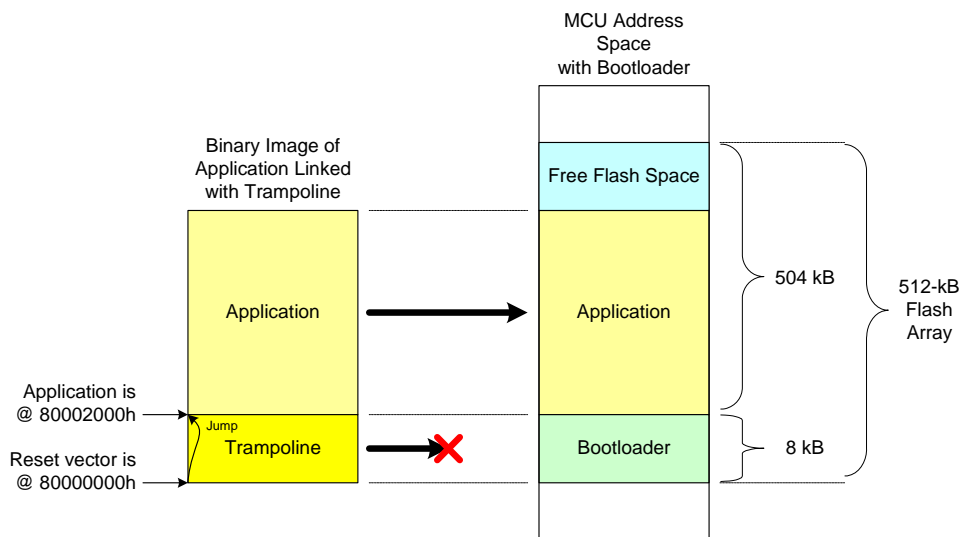 MCU Address
Space
with Bootloader
Binary Image of
Application Linked
with Trampoline
Free Flash Space
Application
Application
504 kB
512-kB
Flash
Array
Application is
@ 80002000h
Jump
Trampoline
Bootloader
8 kB
Reset vector is
@ 80000000h